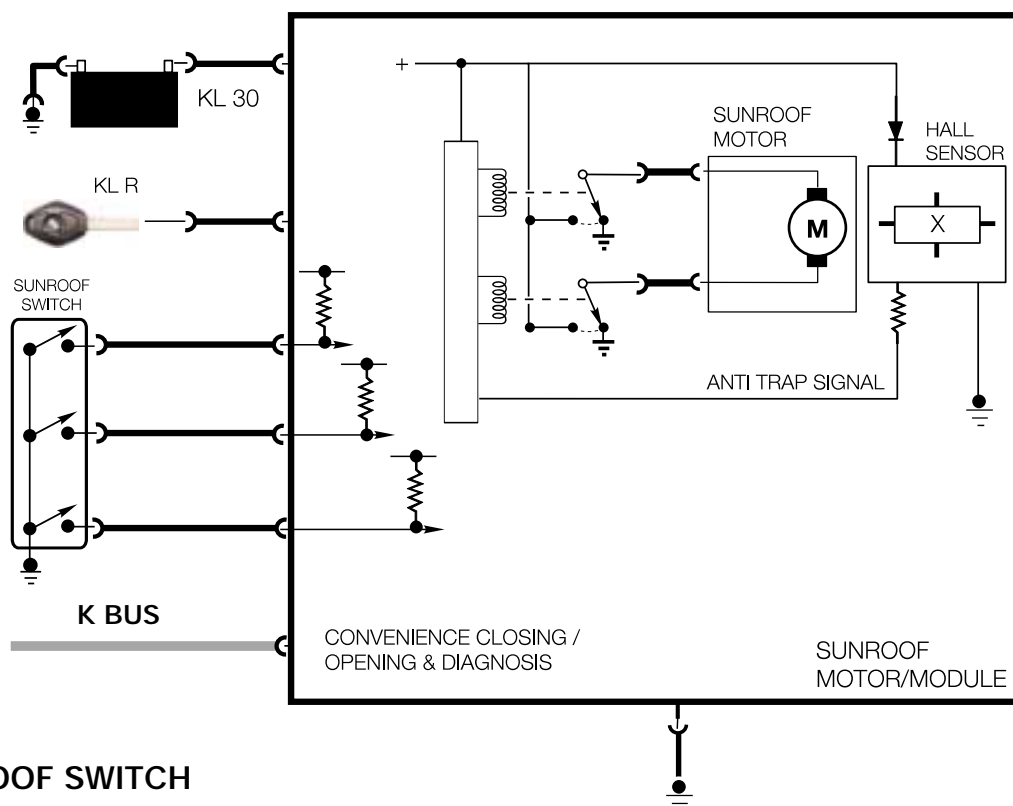 KL 30
+
SUNROOF
MOTOR
HALL
SENSOR
KL R
M
X
SUNROOF
SWITCH
ANTI TRAP SIGNAL
K BUS
CONVENIENCE CLOSING /
OPENING & DIAGNOSIS
SUNROOF
MOTOR/MODULE
OOF SWITCH